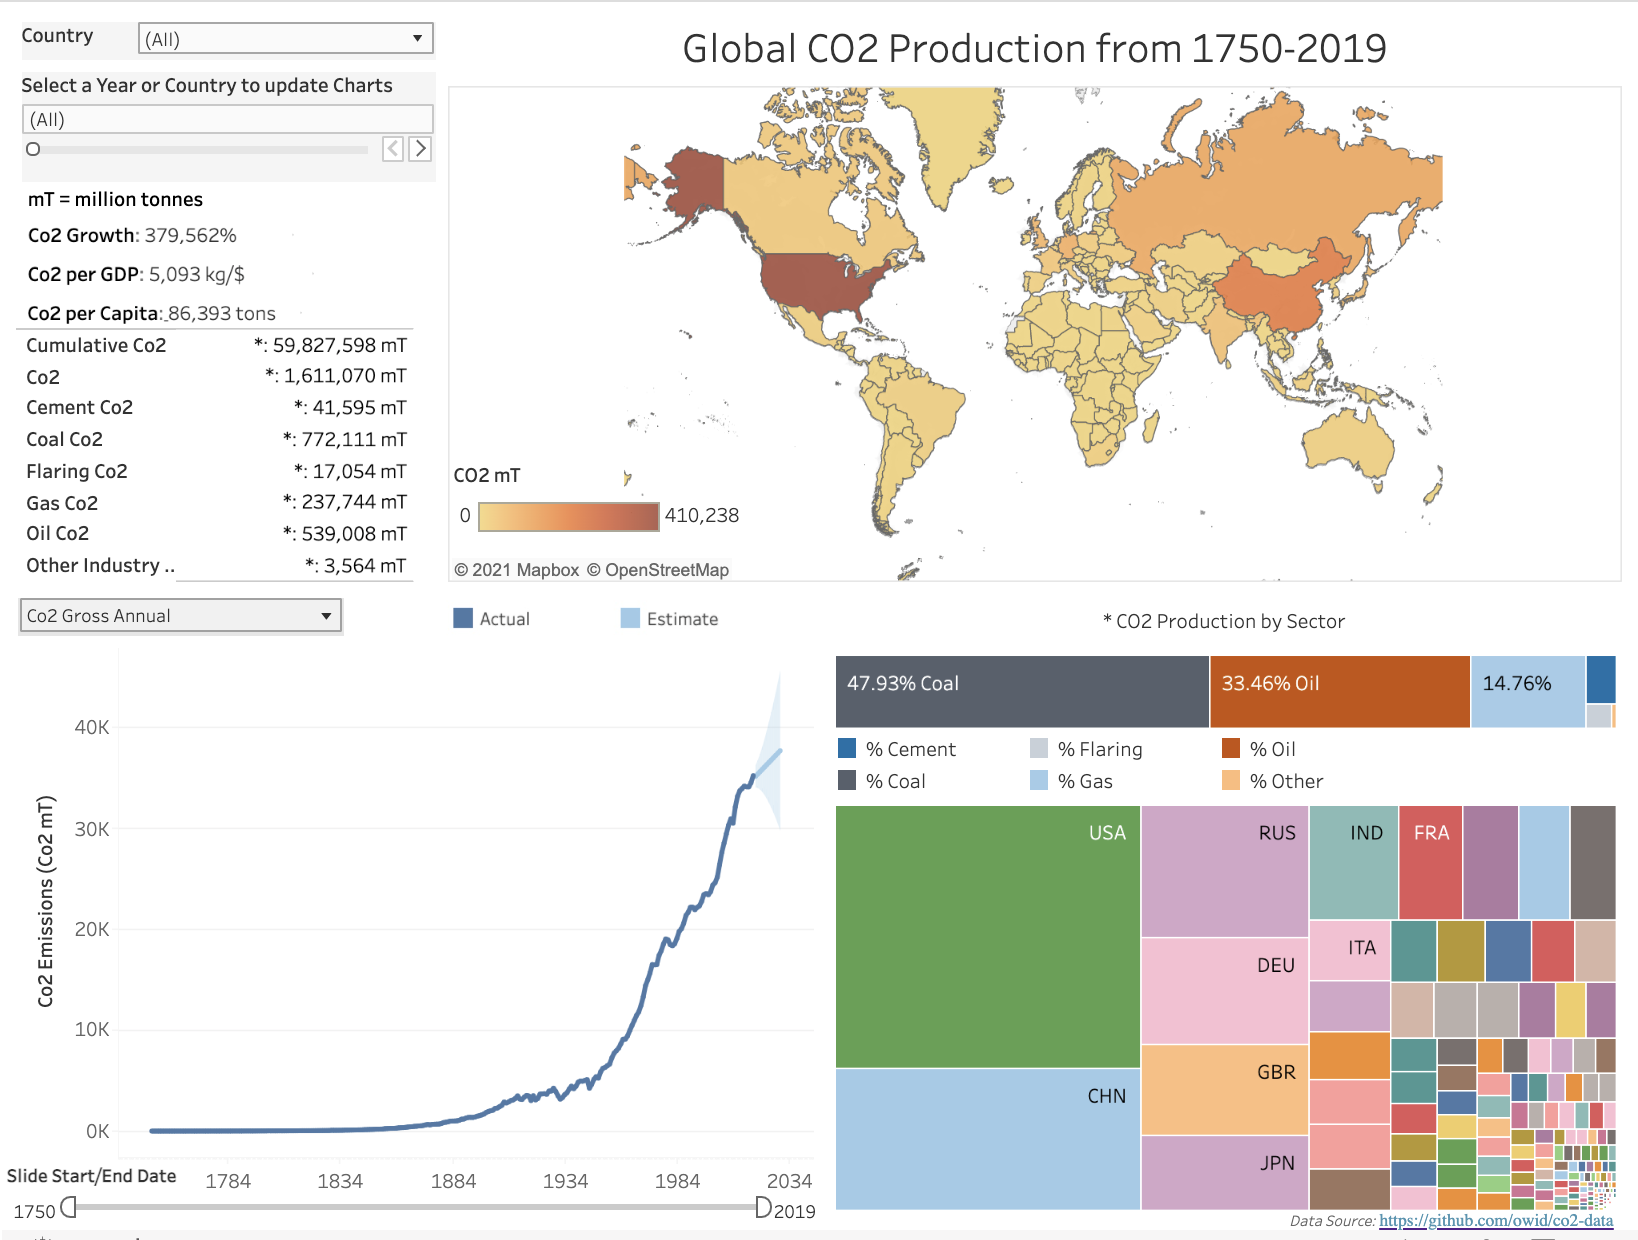 Country
(All)
Global CO2 Production from 1750-2019
Select a Year or Country to update Charts
(All)
mT = million tonnes
Co2 Growth: 379,562%
Co2 per GDP: 5,093 kg/$
Co2 per Capita: 86,393 tons
Cumulative Co2 *: 59,827,598 mT
Co2 *: 1,611,070 mT
Cement Co2 *: 41,595 mT
Coal Co2 *: 772,111 mT
Flaring Co2 *: 17,054 mT
Gas Co2 *: 237,744 mT
Oil Co2 *: 539,008 mT
Other Industry .. *: 3,564 mT
CO2 mT
0 410,238
© 2021 Mapbox © OpenStreetMap
Co2 Gross Annual
Actual Estimate
Co2 Emissions (Co2 mT)
40K
30K
20K
10K
0K
1784 1834 1884 1934 1984 2034
Slide Start/End Date
1750 2019
* CO2 Production by Sector
47.93% Coal 33.46% Oil 14.76%
% Cement % Flaring % Oil
% Coal % Gas % Other
USA RUS IND FRA
ITA
DEU
GBR
CHN
JPN
Data Source: https://github.com/owid/co2-data